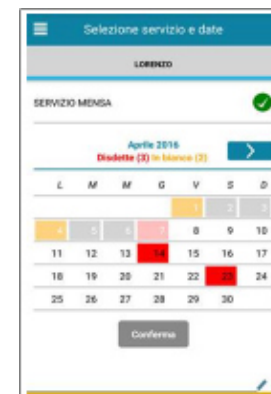 Selezione servizio e date
LORENZO
SERVIZIO MENSA
Aprile 2016
Disdette (3) In bianco (2)
L M M G V S D
1 2 3
4 5 6 7 8 9 10
11 12 13 14 15 16 17
18 19 20 21 22 23 24
25 26 27 28 29 30
Conferma